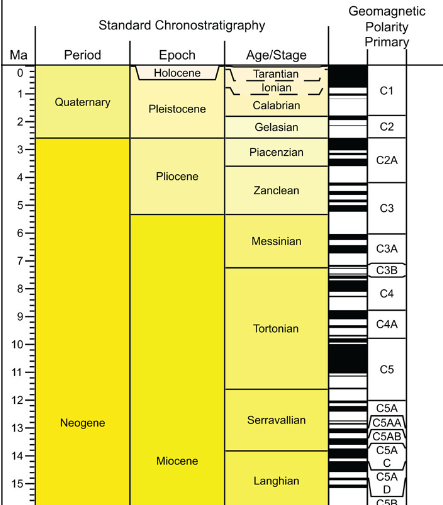 Standard Chronostratigraphy
Geomagnetic
Polarity
Primary
Ma Period Epoch Age/Stage
0
1
2
3
4
5
6
7
8
9
10
11
12
13
14
15
Quaternary
Neogene
Holocene
Pleistocene
Pliocene
Miocene
Tarantian
Ionian
Calabrian
Gelasian
Piacenzian
Zanclean
Messinian
Tortonian
Serravallian
Langhian
C1
C2
C2A
C3
C3A
C3B
C4
C4A
C5
C5A
C5AA
C5AB
C5A
C
C5A
D
C5B